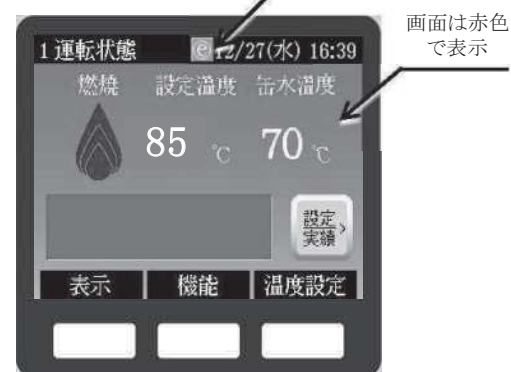 画面は赤色
で表示
1 運転状態 e 12/27(水) 16:39
燃焼 設定温度 缶水温度
85 ℃ 70 ℃
設定
実績 >
表示 機能 温度設定